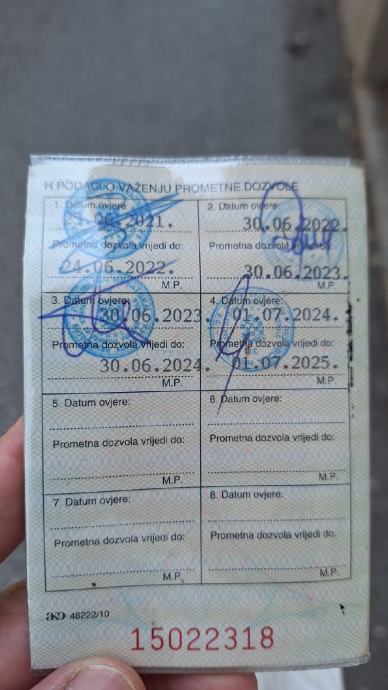 H PODACI O VAŽENJU PROMETNE DOZVOLE
1. Datum ovjere:
.06.2021.
Prometna dozvola vrijedi do:
24.06.2022.
M.P.
2. Datum ovjere:
30.06.2022.
Prometna dozvola vrijedi do:
30.06.2023.
M.P.
3. Datum ovjere:
30.06.2023.
Prometna dozvola vrijedi do:
30.06.2024.
M.P.
4. Datum ovjere:
01.07.2024.
Prometna dozvola vrijedi do:
01.07.2025.
M.P.
5. Datum ovjere:
Prometna dozvola vrijedi do:
M.P.
6. Datum ovjere:
Prometna dozvola vrijedi do:
M.P.
7. Datum ovjere:
Prometna dozvola vrijedi do:
M.P.
8. Datum ovjere:
Prometna dozvola vrijedi do:
M.P.
AKD 46222/10
15022318